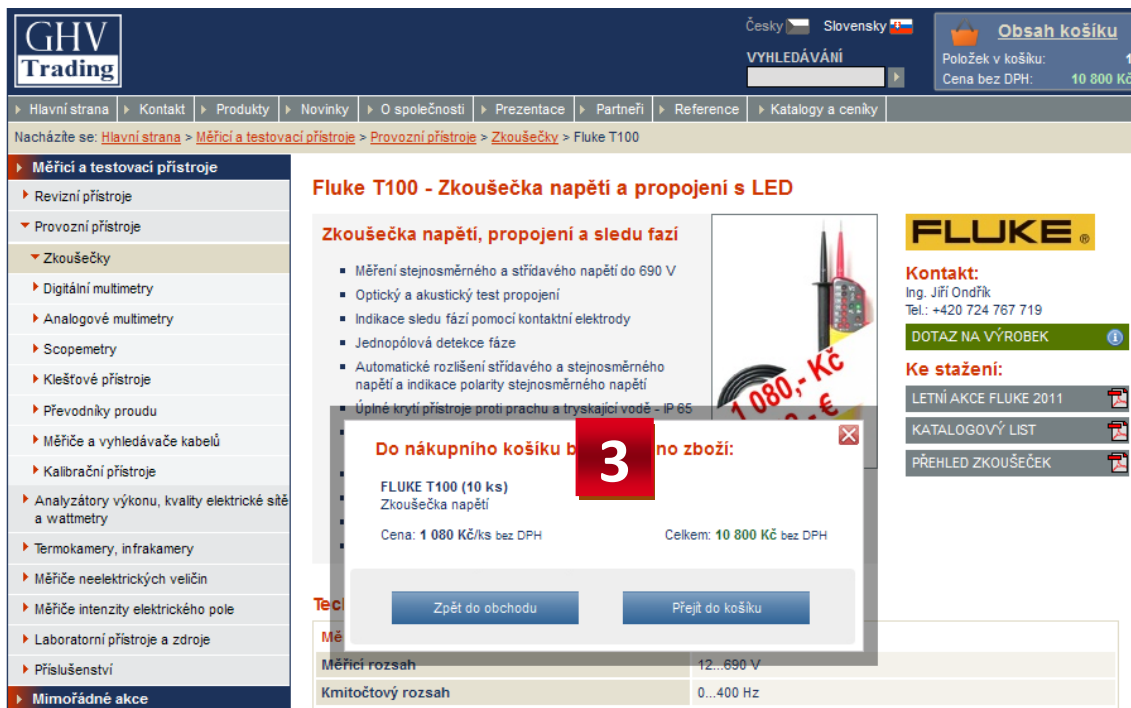 GHV
Trading
Česky Slovensky
VYHLEDÁVÁNÍ
Obsah košíku
Položek v košíku: 1
Cena bez DPH: 10 800 Kč
Hlavní strana Kontakt Produkty Novinky O společnosti Prezentace Partneři Reference Katalogy a ceníky
Nacházíte se: Hlavní strana > Měřicí a testovací přístroje > Provozní přístroje > Zkoušečky > Fluke T100
Měřicí a testovací přístroje
Revizní přístroje
Provozní přístroje
Zkoušečky
Digitální multimetry
Analogové multimetry
Scopemetry
Klešťové přístroje
Převodníky proudu
Měřiče a vyhledávače kabelů
Kalibrační přístroje
Analyzátory výkonu, kvality elektrické sítě
a wattmetry
Termokamery, infrakamery
Měřiče neelektrických veličin
Měřiče intenzity elektrického pole
Laboratorní přístroje a zdroje
Příslušenství
Mimořádné akce
Fluke T100 - Zkoušečka napětí a propojení s LED
Zkoušečka napětí, propojení a sledu fazí
Měření stejnosměrného a střídavého napětí do 690 V
Optický a akustický test propojení
Indikace sledu fází pomocí kontaktní elektrody
Jednopólová detekce fáze
Automatické rozlišení střídavého a stejnosměrného
napětí a indikace polarity stejnosměrného napětí
Úplné krytí přístroje proti prachu a tryskající vodě - IP 65
1 080,- Kč
€
FLUKE ®
Kontakt:
Ing. Jiří Ondřík
Tel.: +420 724 767 719
DOTAZ NA VÝROBEK
Ke stažení:
LETNÍ AKCE FLUKE 2011
KATALOGOVÝ LIST
PŘEHLED ZKOUŠEČEK
Do nákupního košíku b 3 no zboží:
FLUKE T100 (10 ks)
Zkoušečka napětí
Cena: 1 080 Kč/ks bez DPH Celkem: 10 800 Kč bez DPH
Zpět do obchodu Přejít do košíku
Tec
Mě
Měřicí rozsah 12...690 V
Kmitočtový rozsah 0...400 Hz